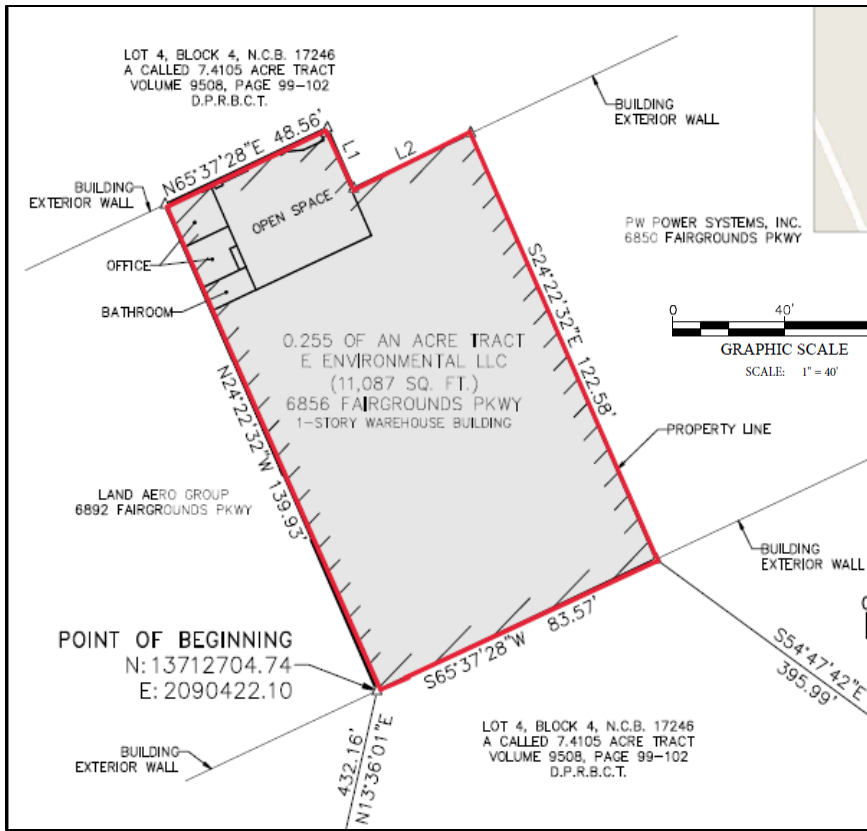 LOT 4, BLOCK 4, N.C.B. 17246
A CALLED 7.4105 ACRE TRACT
VOLUME 9508, PAGE 99-102
D.P.R.B.C.T.
N65°37'28"E 48.56'
L1
L2
BUILDING
EXTERIOR WALL
BUILDING
EXTERIOR WALL
OPEN SPACE
PW POWER SYSTEMS, INC.
6850 FAIRGROUNDS PKWY
OFFICE
BATHROOM
S24°22'32"E 122.58'
0 40'
GRAPHIC SCALE
SCALE: 1" = 40'
0.255 OF AN ACRE TRACT
E ENVIRONMENTAL LLC
(11,087 SQ. FT.)
6856 FAIRGROUNDS PKWY
1-STORY WAREHOUSE BUILDING
N24°22'32"W 139.93'
PROPERTY LINE
LAND AERO GROUP
6892 FAIRGROUNDS PKWY
BUILDING
EXTERIOR WALL
S65°37'28"W 83.57'
POINT OF BEGINNING
N: 13712704.74
E: 2090422.10
S54°47'42"E
395.99'
432.16'
N13°36'01"E
LOT 4, BLOCK 4, N.C.B. 17246
A CALLED 7.4105 ACRE TRACT
VOLUME 9508, PAGE 99-102
D.P.R.B.C.T.
BUILDING
EXTERIOR WALL